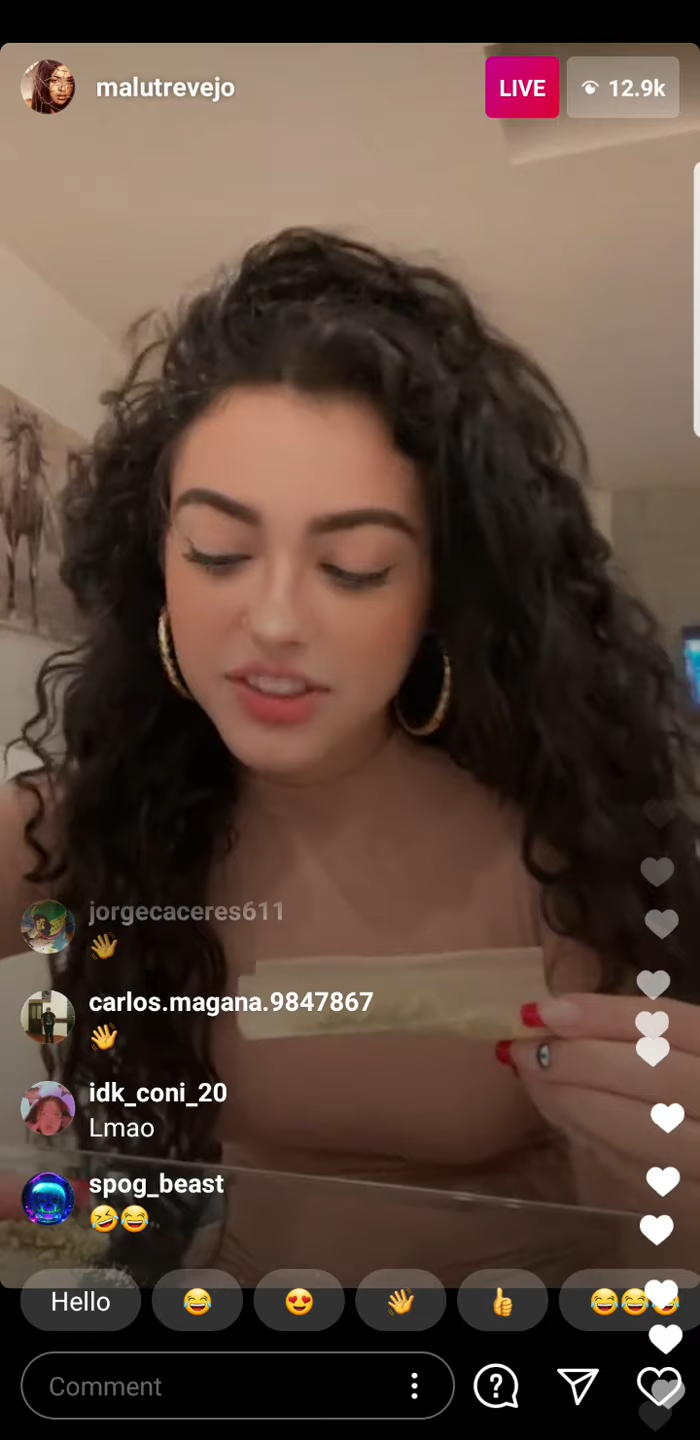 malutrevejo
LIVE
12.9k
jorgecaceres611
👋
carlos.magana.9847867
👋
idk_coni_20
Lmao
spog_beast
🤣😂
Hello 😂 😍 👋 👍 😂😂😂
Comment